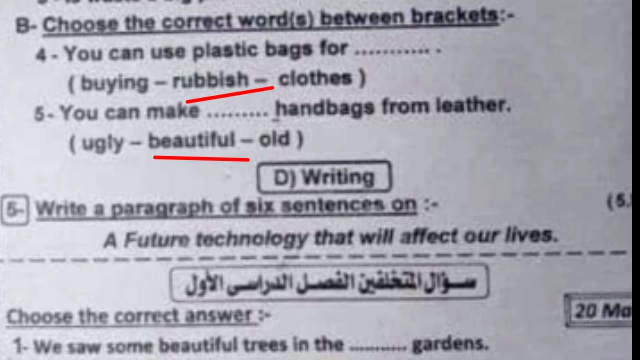 B- Choose the correct word(s) between brackets:-
4 - You can use plastic bags for ............ .
( buying – rubbish – clothes )
5 - You can make ......... handbags from leather.
( ugly – beautiful – old )
D) Writing
5- Write a paragraph of six sentences on :- (5.
A Future technology that will affect our lives.
سؤال المتخلفين الفصل الدراسى الأول
Choose the correct answer :- 20 Ma
1- We saw some beautiful trees in the .......... gardens.